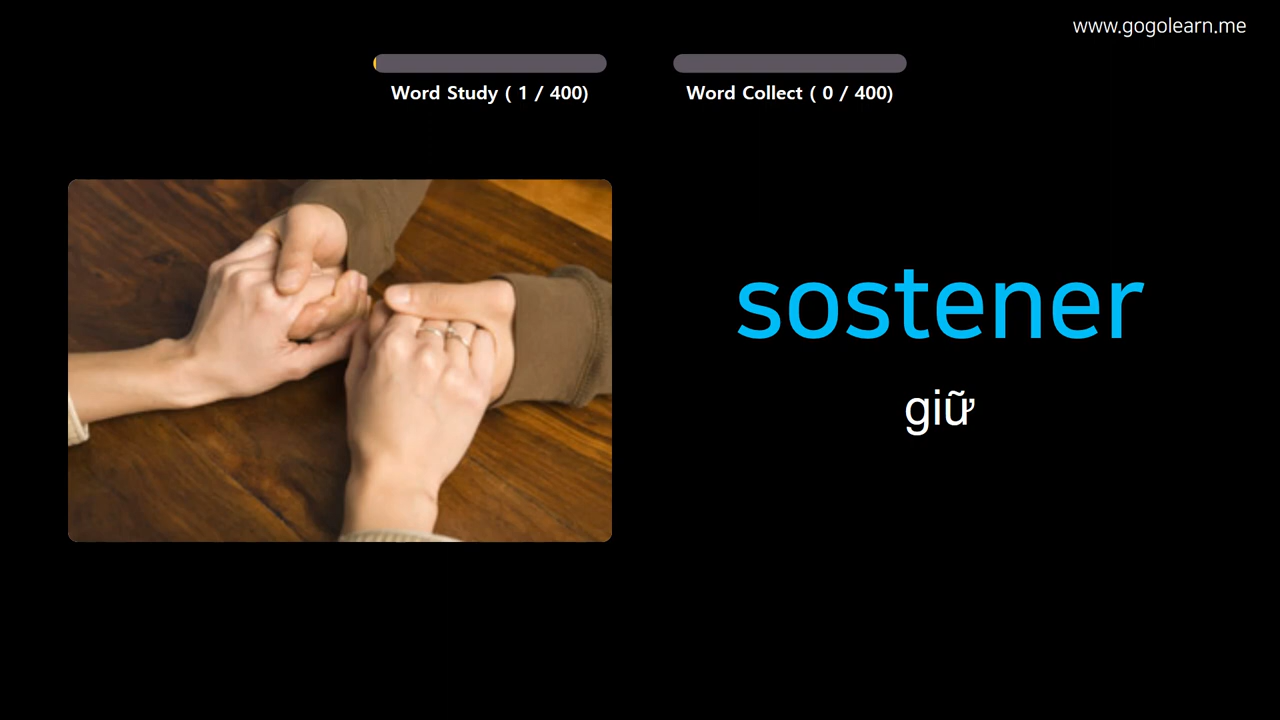 www.gogolearn.me
Word Study ( 1 / 400)
Word Collect ( 0 / 400)
sostener
giữ